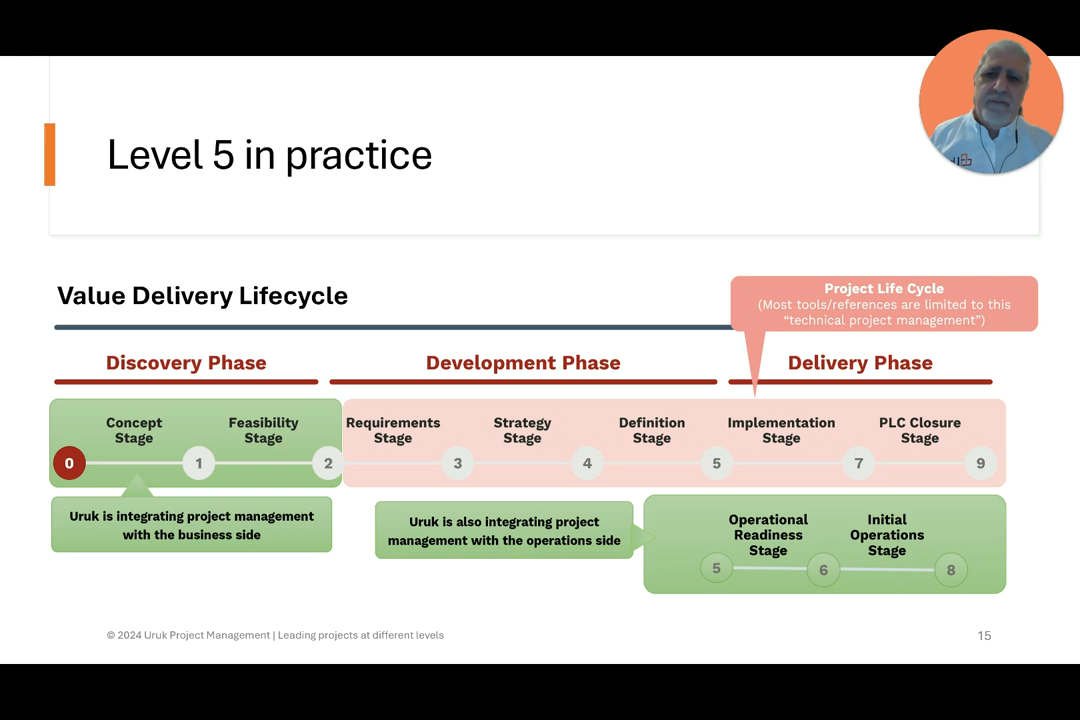 Level 5 in practice
Value Delivery Lifecycle
Project Life Cycle
(Most tools/references are limited to this
“technical project management”)
Discovery Phase
Development Phase
Delivery Phase
Concept
Stage
Feasibility
Stage
Requirements
Stage
Strategy
Stage
Definition
Stage
Implementation
Stage
PLC Closure
Stage
0
1
2
3
4
5
7
9
Uruk is integrating project management
with the business side
Uruk is also integrating project
management with the operations side
Operational
Readiness
Stage
Initial
Operations
Stage
5
6
8
© 2024 Uruk Project Management | Leading projects at different levels
15